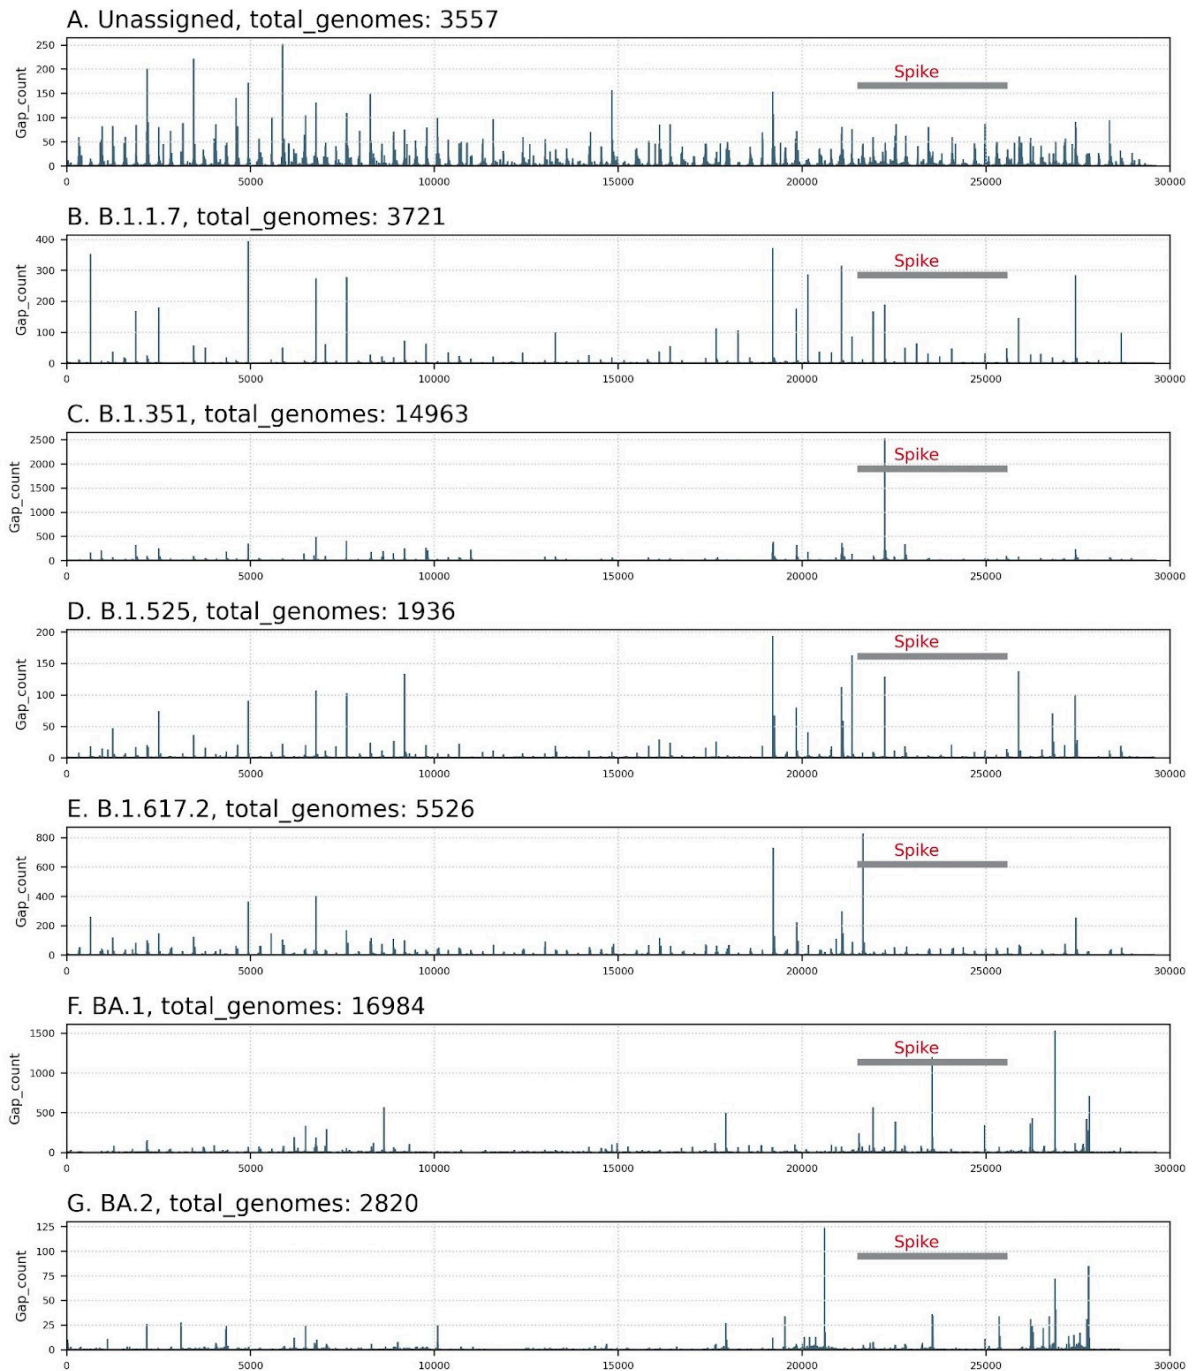 A. Unassigned, total_genomes: 3557
250
200
150
100
50
0
Gap_count
Spike
0 5000 10000 15000 20000 25000 30000
B. B.1.1.7, total_genomes: 3721
400
300
200
100
0
Gap_count
Spike
0 5000 10000 15000 20000 25000 30000
C. B.1.351, total_genomes: 14963
2500
2000
1500
1000
500
0
Gap_count
Spike
0 5000 10000 15000 20000 25000 30000
D. B.1.525, total_genomes: 1936
200
150
100
50
0
Gap_count
Spike
0 5000 10000 15000 20000 25000 30000
E. B.1.617.2, total_genomes: 5526
800
600
400
200
0
Gap_count
Spike
0 5000 10000 15000 20000 25000 30000
F. BA.1, total_genomes: 16984
1500
1000
500
0
Gap_count
Spike
0 5000 10000 15000 20000 25000 30000
G. BA.2, total_genomes: 2820
125
100
75
50
25
0
Gap_count
Spike
0 5000 10000 15000 20000 25000 30000